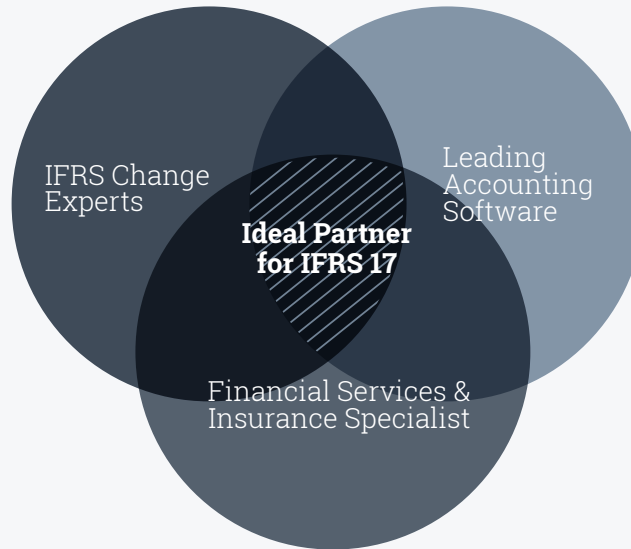 IFRS Change
Experts
Leading
Accounting
Software
Ideal Partner
for IFRS 17
Financial Services &
Insurance Specialist